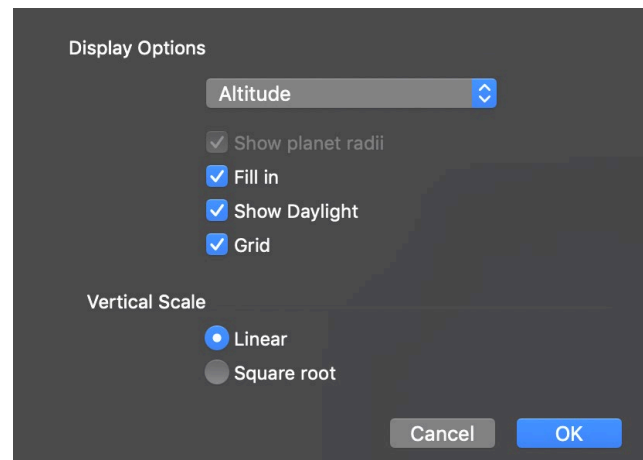 Display Options
Altitude
Show planet radii
Fill in
Show Daylight
Grid
Vertical Scale
Linear
Square root
Cancel OK